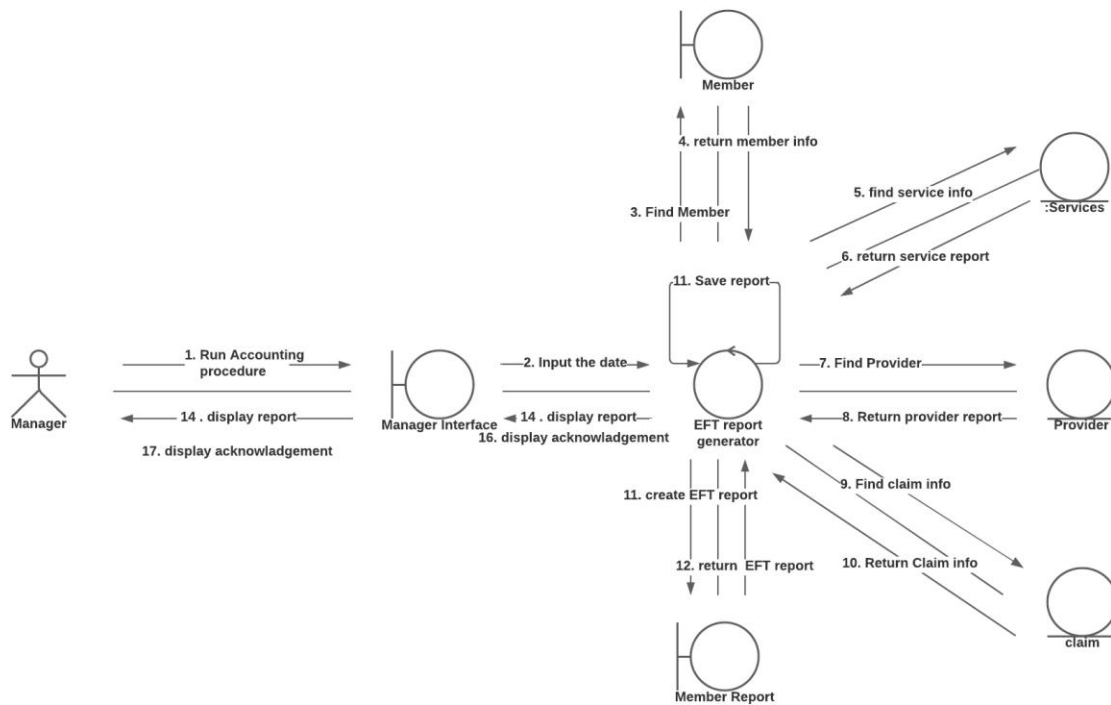 Member
4. return member info
3. Find Member
5. find service info
:Services
6. return service report
11. Save report
1. Run Accounting
procedure
2. Input the date
7. Find Provider
Manager
14 . display report
Manager Interface
14 . display report
EFT report
generator
8. Return provider report
Provider
17. display acknowladgement
16. display acknowladgement
9. Find claim info
11. create EFT report
10. Return Claim info
12. return EFT report
claim
Member Report